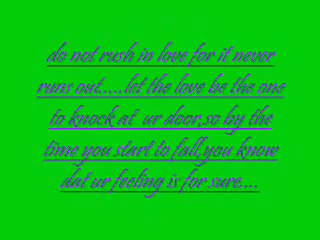 do not rush in love for it never
runs out.....let the love be the one
to knock at ur door,so by the
time you start to fall,you know
dat ur feeling is for sure....